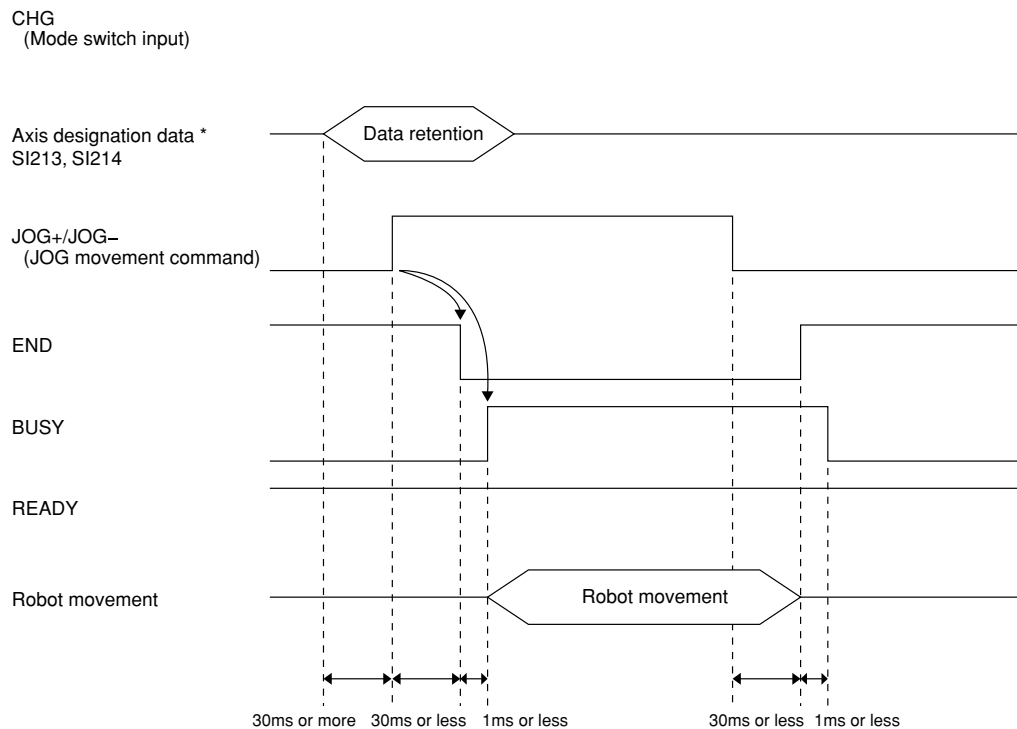 CHG
(Mode switch input)
Axis designation data *
SI213, SI214
Data retention
JOG+/JOG−
(JOG movement command)
END
BUSY
READY
Robot movement
Robot movement
30ms or more
30ms or less
1ms or less
30ms or less
1ms or less